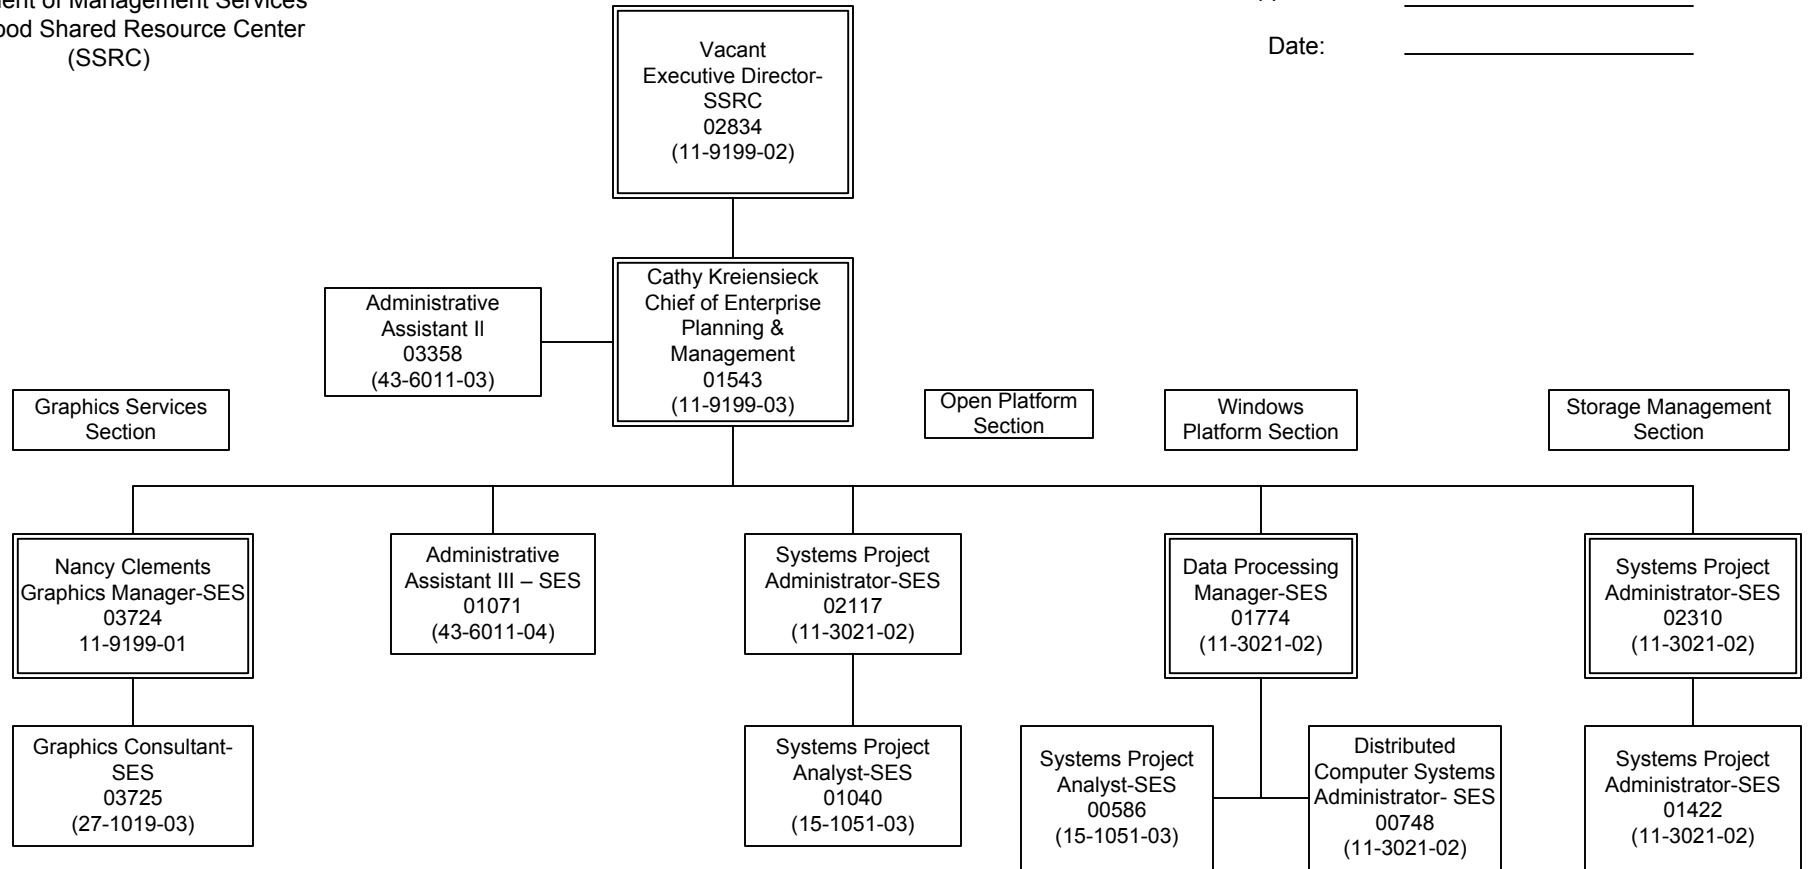 of Management Services
Shared Resource Center
(SSRC)
Date:
Vacant
Executive Director-
SSRC
02834
(11-9199-02)
Cathy Kreiensieck
Chief of Enterprise
Planning &
Management
01543
(11-9199-03)
Administrative
Assistant II
03358
(43-6011-03)
Graphics Services
Section
Open Platform
Section
Windows
Platform Section
Storage Management
Section
Nancy Clements
Graphics Manager-SES
03724
11-9199-01
Administrative
Assistant III – SES
01071
(43-6011-04)
Systems Project
Administrator-SES
02117
(11-3021-02)
Data Processing
Manager-SES
01774
(11-3021-02)
Systems Project
Administrator-SES
02310
(11-3021-02)
Graphics Consultant-
SES
03725
(27-1019-03)
Systems Project
Analyst-SES
01040
(15-1051-03)
Systems Project
Analyst-SES
00586
(15-1051-03)
Distributed
Computer Systems
Administrator- SES
00748
(11-3021-02)
Systems Project
Administrator-SES
01422
(11-3021-02)